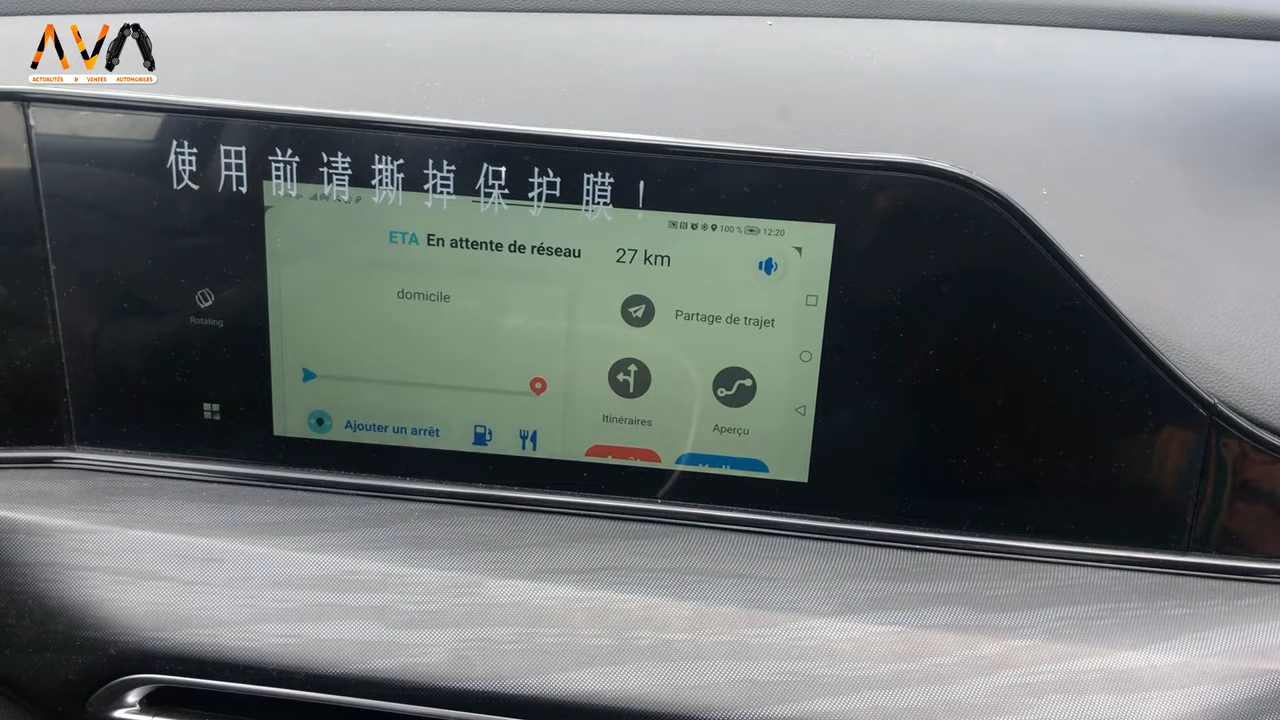 AVA
ACTUALITÉS & VENTES AUTOMOBILES
使用前请撕掉保护膜！
100 % 12:20
ETA En attente de réseau 27 km
domicile
Partage de trajet
Rotating
Itinéraires
Aperçu
Ajouter un arrêt